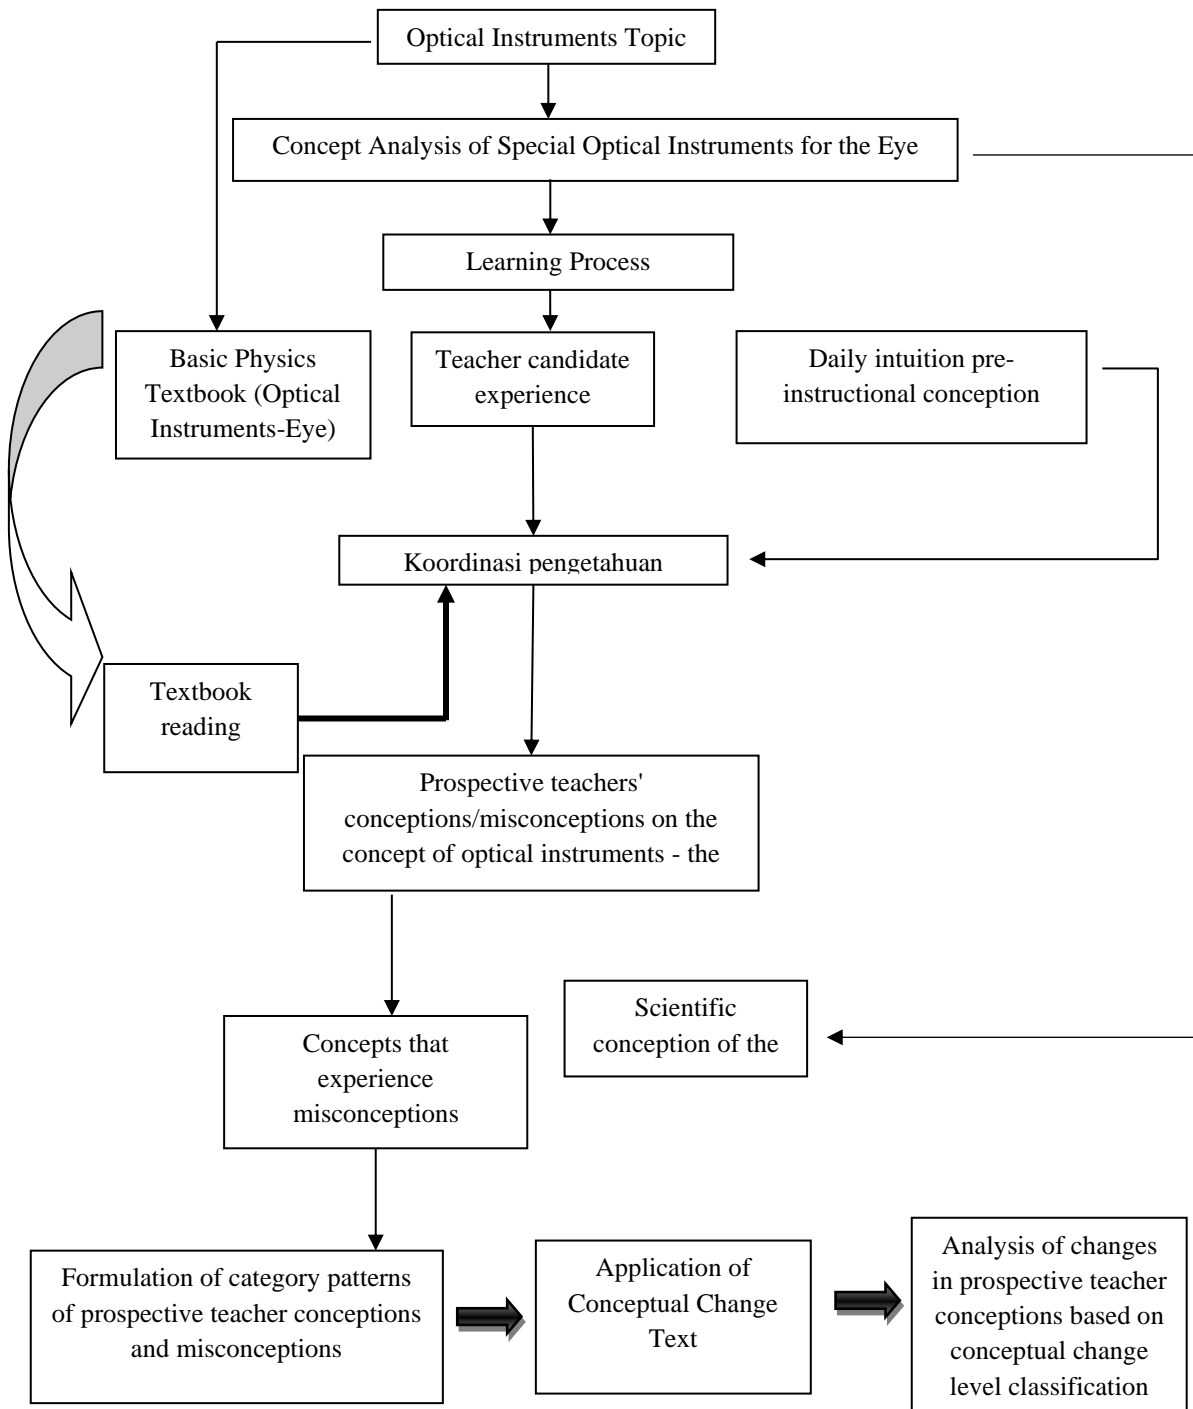 Optical Instruments Topic
Concept Analysis of Special Optical Instruments for the Eye
Learning Process
Basic Physics
Textbook (Optical
Instruments-Eye)
Teacher candidate
experience
Daily intuition pre-
instructional conception
Koordinasi pengetahuan
Textbook
reading
Prospective teachers'
conceptions/misconceptions on the
concept of optical instruments - the
Concepts that
experience
misconceptions
Scientific
conception of the
Formulation of category patterns
of prospective teacher conceptions
and misconceptions
Application of
Conceptual Change
Text
Analysis of changes
in prospective teacher
conceptions based on
conceptual change
level classification